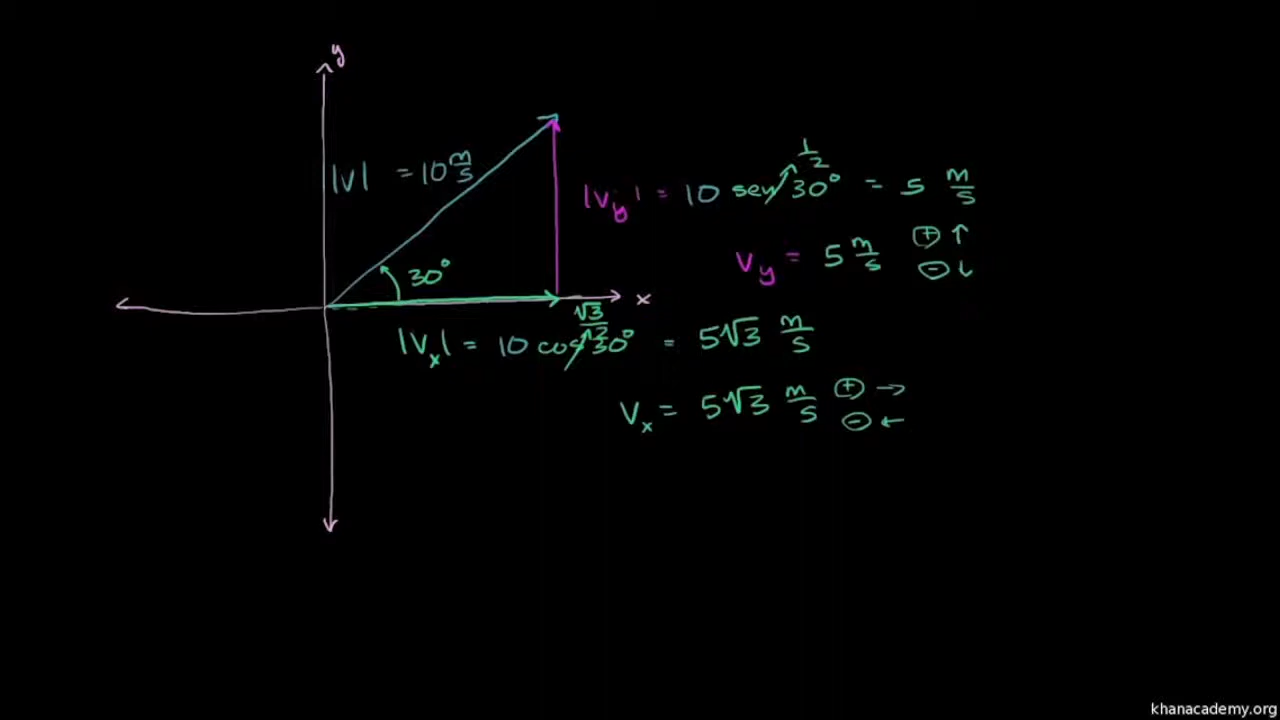 y
|v| = 10 m/s
1/2
|v_y| = 10 sen 30° = 5 m/s
30°
v_y = 5 m/s ⊕ ↑
⊖ ↓
x
√3/2
|v_x| = 10 cos 30° = 5√3 m/s
v_x = 5√3 m/s ⊕ →
⊖ ←
khanacademy.org